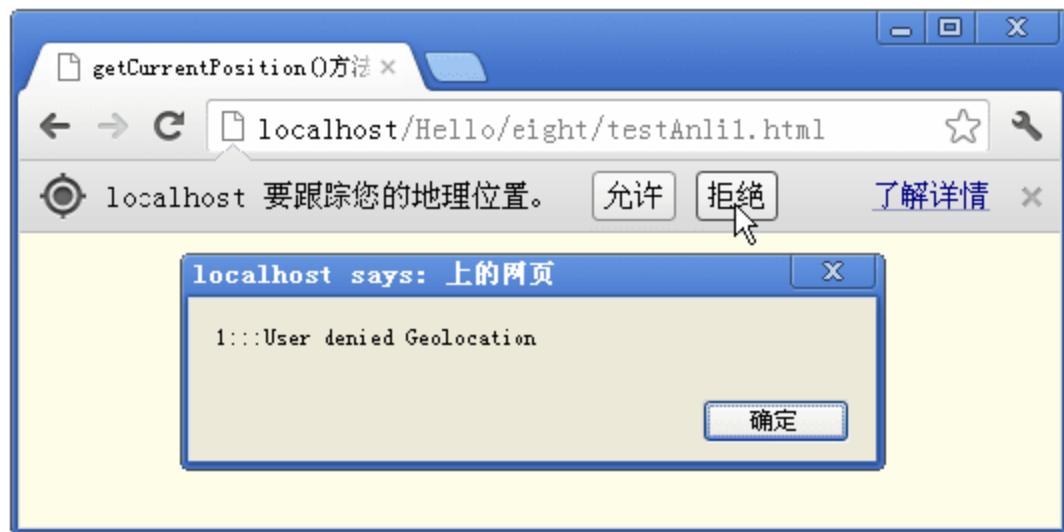 getCurrentPosition()方法
localhost/Hello/eight/testAnli1.html
localhost 要跟踪您的地理位置。 允许 拒绝 了解详情
localhost says: 上的网页
1:::User denied Geolocation
确定